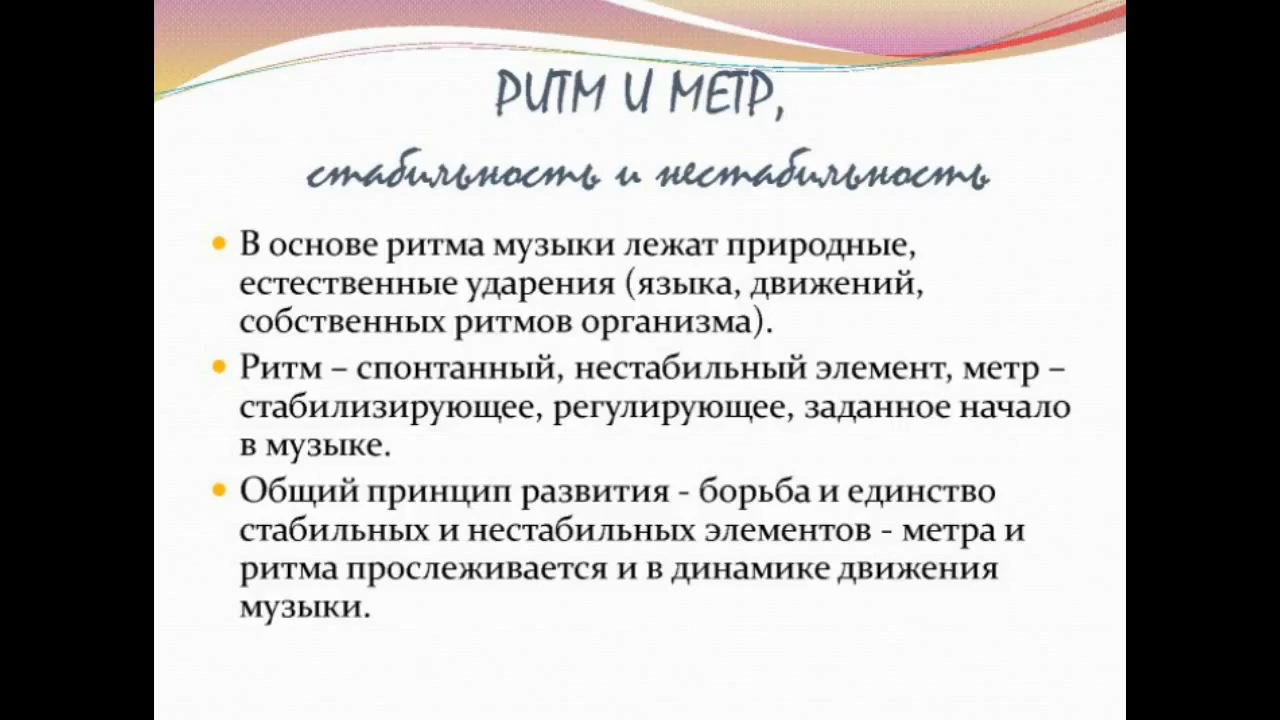 РИТМ И МЕТР,
стабильность и нестабильность
• В основе ритма музыки лежат природные,
естественные ударения (языка, движений,
собственных ритмов организма).
• Ритм – спонтанный, нестабильный элемент, метр –
стабилизирующее, регулирующее, заданное начало
в музыке.
• Общий принцип развития - борьба и единство
стабильных и нестабильных элементов - метра и
ритма прослеживается и в динамике движения
музыки.